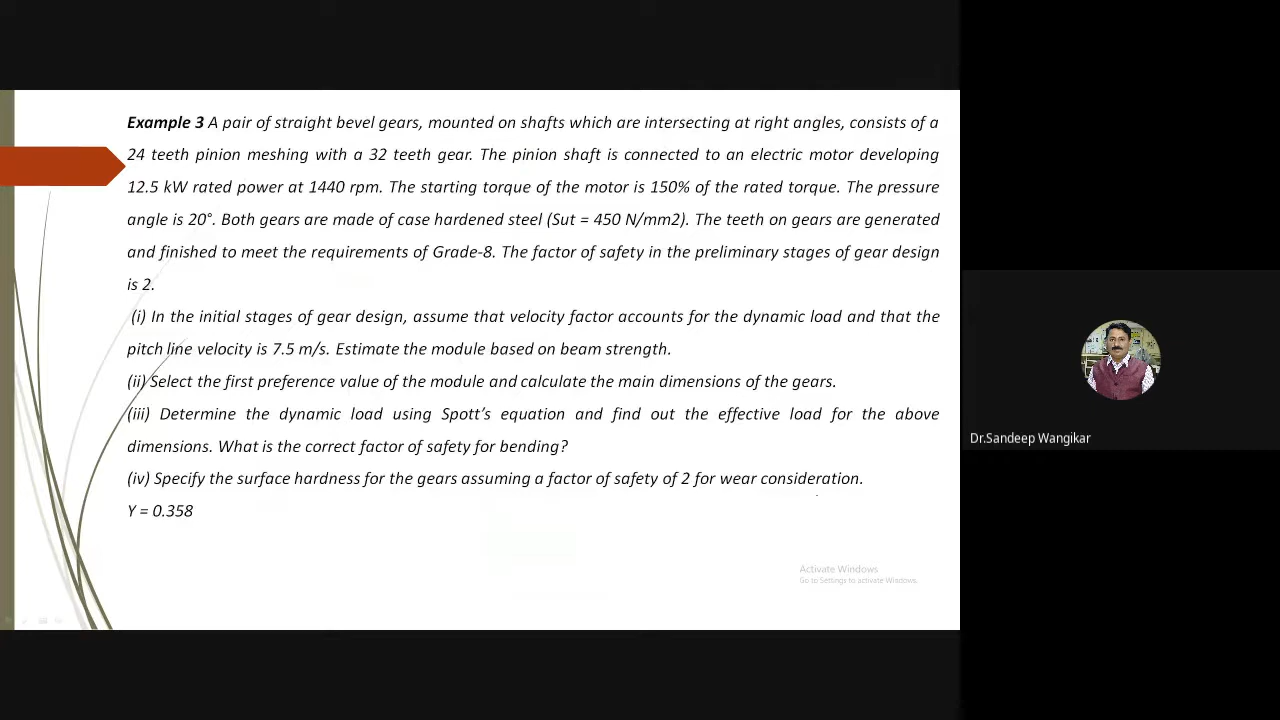 Example 3 A pair of straight bevel gears, mounted on shafts which are intersecting at right angles, consists of a
24 teeth pinion meshing with a 32 teeth gear. The pinion shaft is connected to an electric motor developing
12.5 kW rated power at 1440 rpm. The starting torque of the motor is 150% of the rated torque. The pressure
angle is 20°. Both gears are made of case hardened steel (Sut = 450 N/mm2). The teeth on gears are generated
and finished to meet the requirements of Grade-8. The factor of safety in the preliminary stages of gear design
is 2.
(i) In the initial stages of gear design, assume that velocity factor accounts for the dynamic load and that the
pitch line velocity is 7.5 m/s. Estimate the module based on beam strength.
(ii) Select the first preference value of the module and calculate the main dimensions of the gears.
(iii) Determine the dynamic load using Spott’s equation and find out the effective load for the above
dimensions. What is the correct factor of safety for bending?
(iv) Specify the surface hardness for the gears assuming a factor of safety of 2 for wear consideration.
Y = 0.358
Activate Windows
Go to Settings to activate Windows.
Dr.Sandeep Wangikar